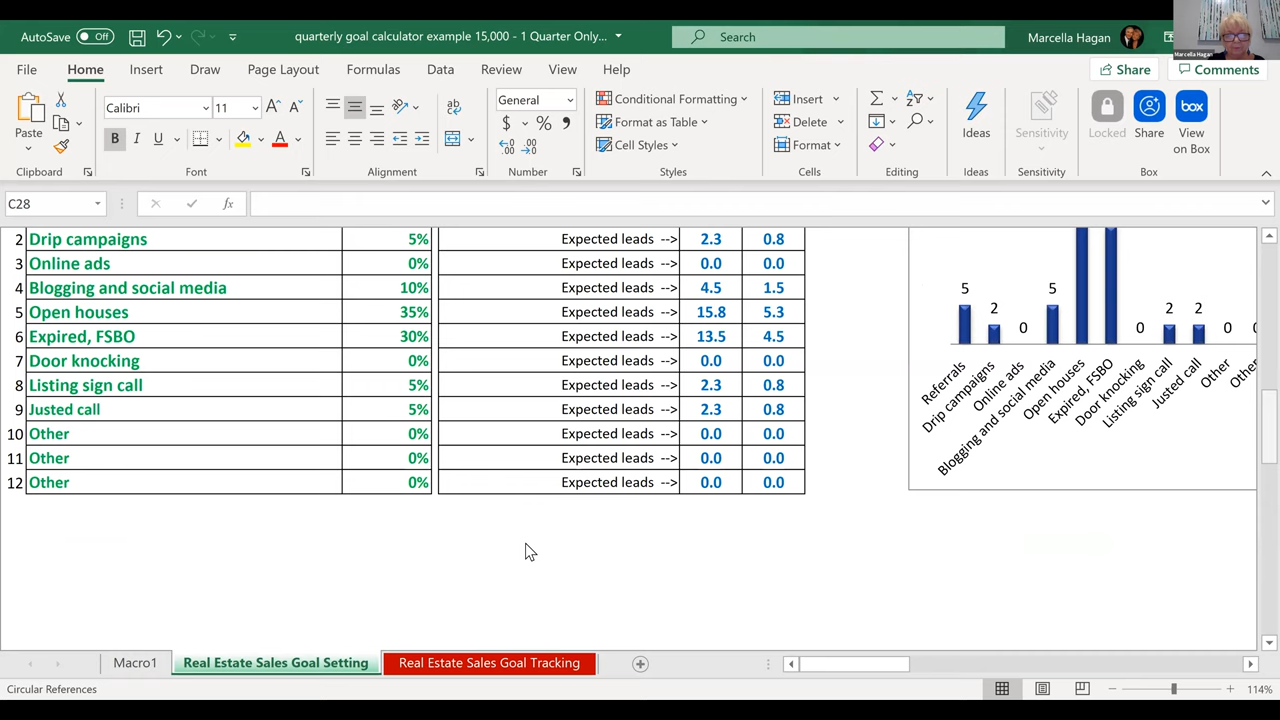 AutoSave Off quarterly goal calculator example 15,000 - 1 Quarter Only... Search Marcella Hagan
Marcella Hagan
File Home Insert Draw Page Layout Formulas Data Review View Help Share Comments
Paste Calibri 11 A A ab General $ % 9 .00 Conditional Formatting Format as Table Cell Styles Insert Delete Format Ideas Sensitivity Locked Share View on Box
B I U A
Clipboard Font Alignment Number Styles Cells Editing Ideas Sensitivity Box
C28 fx
2 Drip campaigns 5% Expected leads --> 2.3 0.8
3 Online ads 0% Expected leads --> 0.0 0.0
4 Blogging and social media 10% Expected leads --> 4.5 1.5
5 Open houses 35% Expected leads --> 15.8 5.3
6 Expired, FSBO 30% Expected leads --> 13.5 4.5
7 Door knocking 0% Expected leads --> 0.0 0.0
8 Listing sign call 5% Expected leads --> 2.3 0.8
9 Justed call 5% Expected leads --> 2.3 0.8
10 Other 0% Expected leads --> 0.0 0.0
11 Other 0% Expected leads --> 0.0 0.0
12 Other 0% Expected leads --> 0.0 0.0
5 2 0 5 0 2 2 0 0
Referrals
Drip campaigns
Online ads
Blogging and social media
Open houses
Expired, FSBO
Door knocking
Listing sign call
Justed call
Other
Other
Macro1 Real Estate Sales Goal Setting Real Estate Sales Goal Tracking
Circular References 114%